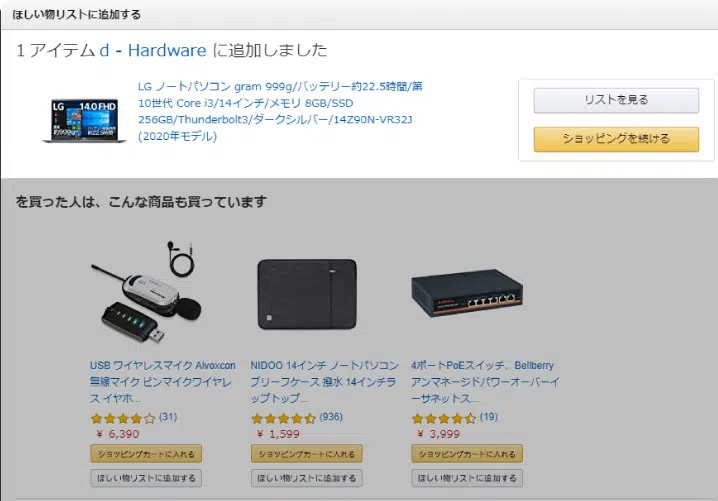 ほしい物リストに追加する
1アイテムd - Hardware に追加しました
LG 14.0 FHD
約999g
約22.5時間
LG ノートパソコン gram 999g/バッテリー約22.5時間/第
10世代 Core i3/14インチ/メモリ 8GB/SSD
256GB/Thunderbolt3/ダークシルバー/14Z90N-VR32J
(2020年モデル)
リストを見る
ショッピングを続ける
を買った人は、こんな商品も買っています
USB ワイヤレスマイク Alvoxcon
無線マイク ピンマイクワイヤレ
ス イヤホ...
(31)
￥ 6,390
ショッピングカートに入れる
ほしい物リストに追加する
NIDOO 14インチ ノートパソコン
ブリーフケース 撥水 14インチラ
ップトップ...
(936)
￥ 1,599
ショッピングカートに入れる
ほしい物リストに追加する
4ポートPoEスイッチ、Bellberry
アンマネージドパワーオーバーイ
ーサネットス...
(19)
￥ 3,999
ショッピングカートに入れる
ほしい物リストに追加する